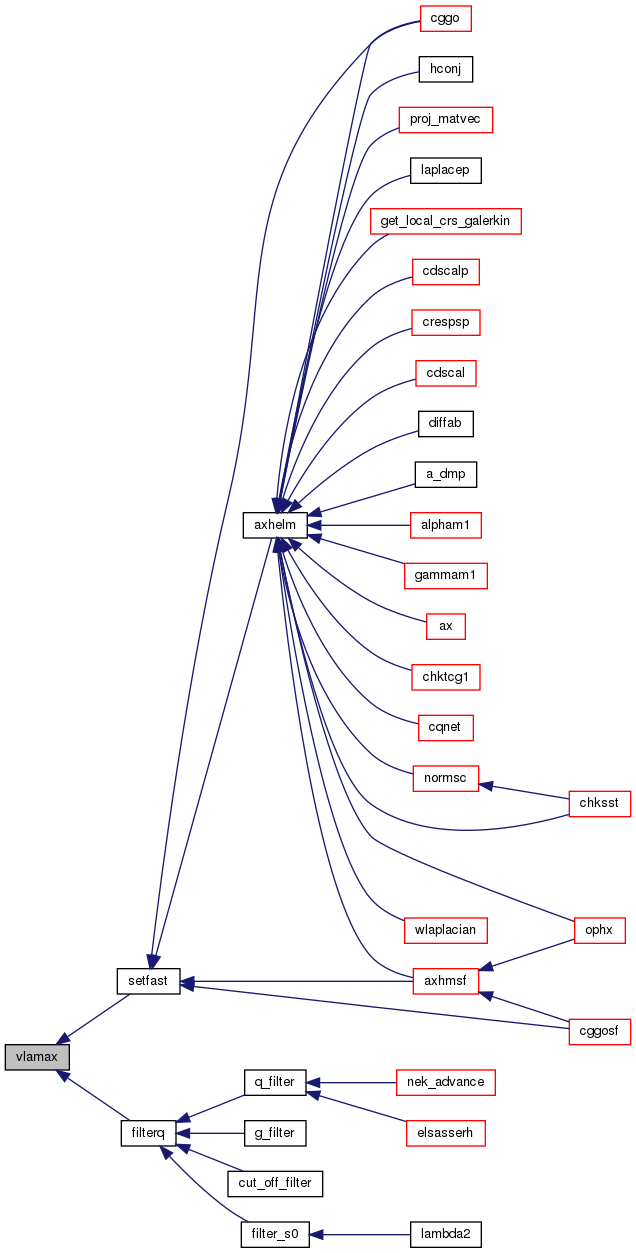 cggo
hconj
proj_matvec
laplacep
get_local_crs_galerkin
cdscalp
crespsp
cdscal
diffab
a_dmp
axhelm
alpham1
gammam1
ax
chktcg1
cqnet
normsc
chksst
wlaplacian
ophx
setfast
axhmsf
cggosf
vlamax
q_filter
nek_advance
filterq
g_filter
elsasserh
cut_off_filter
filter_s0
lambda2